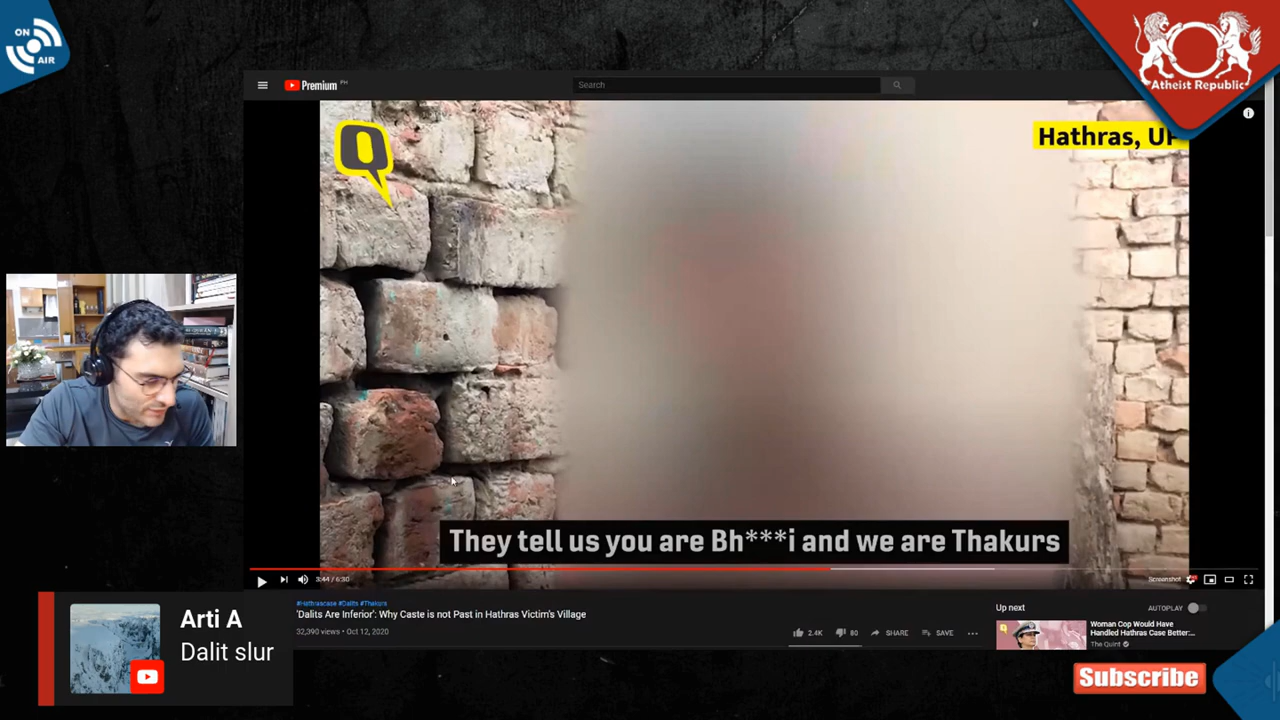 ON
AIR
Premium PH
Search
Atheist Republic
Q
Hathras, UP
They tell us you are Bh***i and we are Thakurs
3:44 / 6:30
Screenshot
#Hathrascase #Dalits #Thakurs
'Dalits Are Inferior': Why Caste is not Past in Hathras Victim's Village
32,390 views • Oct 12, 2020
2.4K
80
SHARE
SAVE
Up next
AUTOPLAY
Woman Cop Would Have
Handled Hathras Case Better:...
The Quint
Arti A
Dalit slur
Subscribe